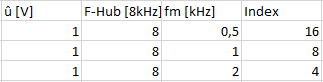 û [V] F-Hub [8kHz] fm [kHz] Index
1 8 0,5 16
1 8 1 8
1 8 2 4